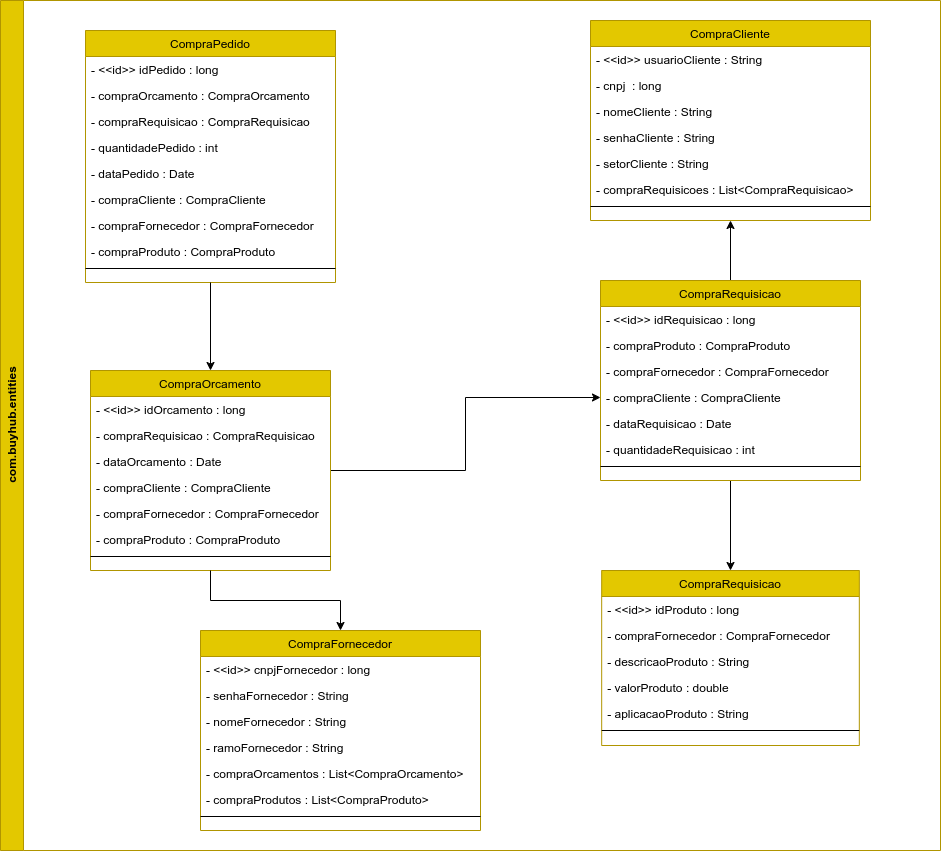 com.buyhub.entities
CompraPedido
- <<id>> idPedido : long
- compraOrcamento : CompraOrcamento
- compraRequisicao : CompraRequisicao
- quantidadePedido : int
- dataPedido : Date
- compraCliente : CompraCliente
- compraFornecedor : CompraFornecedor
- compraProduto : CompraProduto
CompraCliente
- <<id>> usuarioCliente : String
- cnpj : long
- nomeCliente : String
- senhaCliente : String
- setorCliente : String
- compraRequisicoes : List<CompraRequisicao>
CompraOrcamento
- <<id>> idOrcamento : long
- compraRequisicao : CompraRequisicao
- dataOrcamento : Date
- compraCliente : CompraCliente
- compraFornecedor : CompraFornecedor
- compraProduto : CompraProduto
CompraRequisicao
- <<id>> idRequisicao : long
- compraProduto : CompraProduto
- compraFornecedor : CompraFornecedor
- compraCliente : CompraCliente
- dataRequisicao : Date
- quantidadeRequisicao : int
CompraFornecedor
- <<id>> cnpjFornecedor : long
- senhaFornecedor : String
- nomeFornecedor : String
- ramoFornecedor : String
- compraOrcamentos : List<CompraOrcamento>
- compraProdutos : List<CompraProduto>
CompraRequisicao
- <<id>> idProduto : long
- compraFornecedor : CompraFornecedor
- descricaoProduto : String
- valorProduto : double
- aplicacaoProduto : String